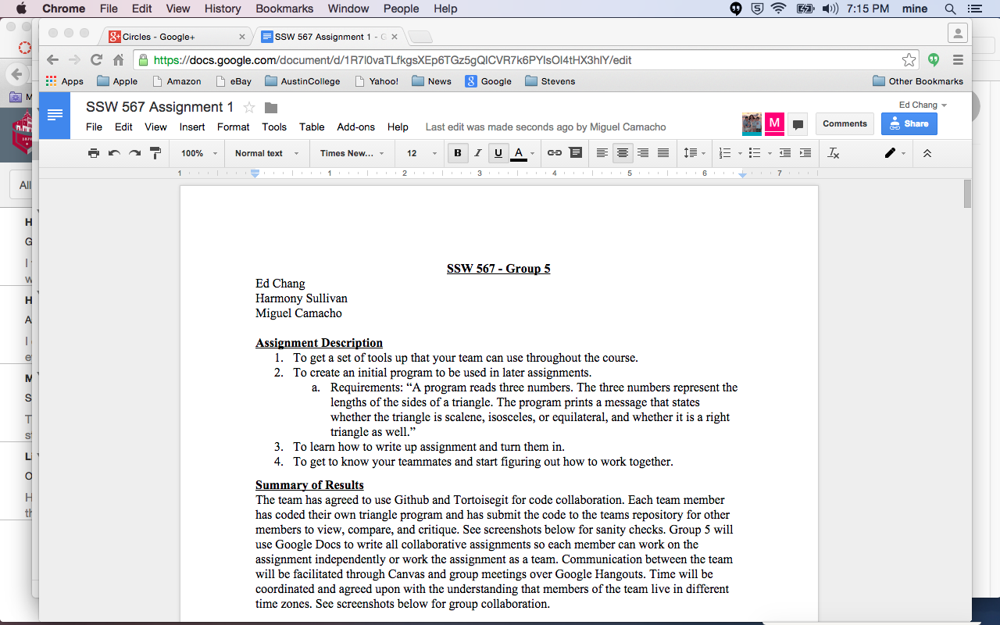 Chrome File Edit View History Bookmarks Window People Help 7:15 PM mine
Circles - Google+ SSW 567 Assignment 1 -
https://docs.google.com/document/d/1R7l0vaTLfkgsXEp6TGz5gQICVR7k6PYlsOl4tHX3hlY/edit
Apps Apple Amazon eBay AustinCollege Yahoo! News Google Stevens Other Bookmarks
SSW 567 Assignment 1 Ed Chang
File Edit View Insert Format Tools Table Add-ons Help Last edit was made seconds ago by Miguel Camacho M Comments Share
100% Normal text Times New... 12 B I U A
1 1 2 3 4 5 6 7
All
SSW 567 - Group 5
Ed Chang
Harmony Sullivan
Miguel Camacho
Assignment Description
1. To get a set of tools up that your team can use throughout the course.
2. To create an initial program to be used in later assignments.
a. Requirements: “A program reads three numbers. The three numbers represent the
lengths of the sides of a triangle. The program prints a message that states
whether the triangle is scalene, isosceles, or equilateral, and whether it is a right
triangle as well.”
3. To learn how to write up assignment and turn them in.
4. To get to know your teammates and start figuring out how to work together.
Summary of Results
The team has agreed to use Github and Tortoisegit for code collaboration. Each team member
has coded their own triangle program and has submit the code to the teams repository for other
members to view, compare, and critique. See screenshots below for sanity checks. Group 5 will
use Google Docs to write all collaborative assignments so each member can work on the
assignment independently or work the assignment as a team. Communication between the team
will be facilitated through Canvas and group meetings over Google Hangouts. Time will be
coordinated and agreed upon with the understanding that members of the team live in different
time zones. See screenshots below for group collaboration.